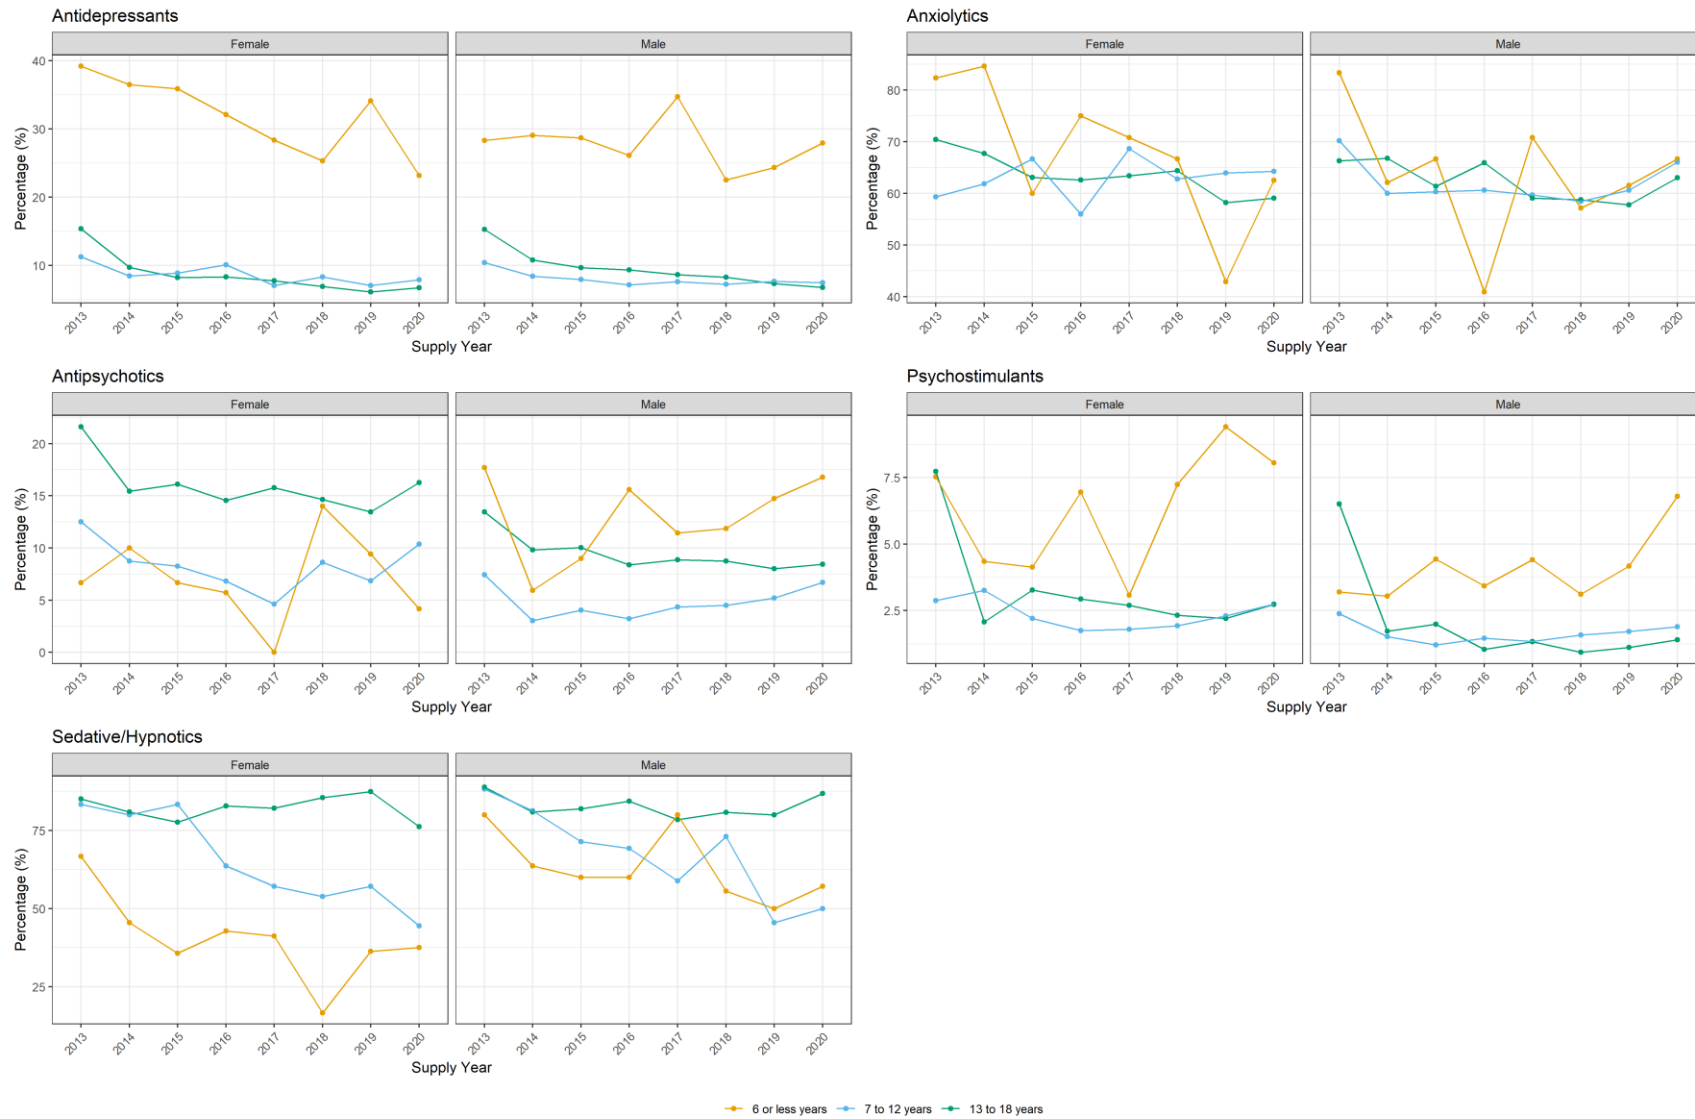 Antidepressants
Female Male
40
30
20
10
Percentage (%)
2013 2014 2015 2016 2017 2018 2019 2020 2013 2014 2015 2016 2017 2018 2019 2020
Supply Year
Anxiolytics
Female Male
80
70
60
50
40
Percentage (%)
2013 2014 2015 2016 2017 2018 2019 2020 2013 2014 2015 2016 2017 2018 2019 2020
Supply Year
Antipsychotics
Female Male
20
15
10
5
0
Percentage (%)
2013 2014 2015 2016 2017 2018 2019 2020 2013 2014 2015 2016 2017 2018 2019 2020
Supply Year
Psychostimulants
Female Male
7.5
5.0
2.5
Percentage (%)
2013 2014 2015 2016 2017 2018 2019 2020 2013 2014 2015 2016 2017 2018 2019 2020
Supply Year
Sedative/Hypnotics
Female Male
75
50
25
Percentage (%)
2013 2014 2015 2016 2017 2018 2019 2020 2013 2014 2015 2016 2017 2018 2019 2020
Supply Year
6 or less years 7 to 12 years 13 to 18 years